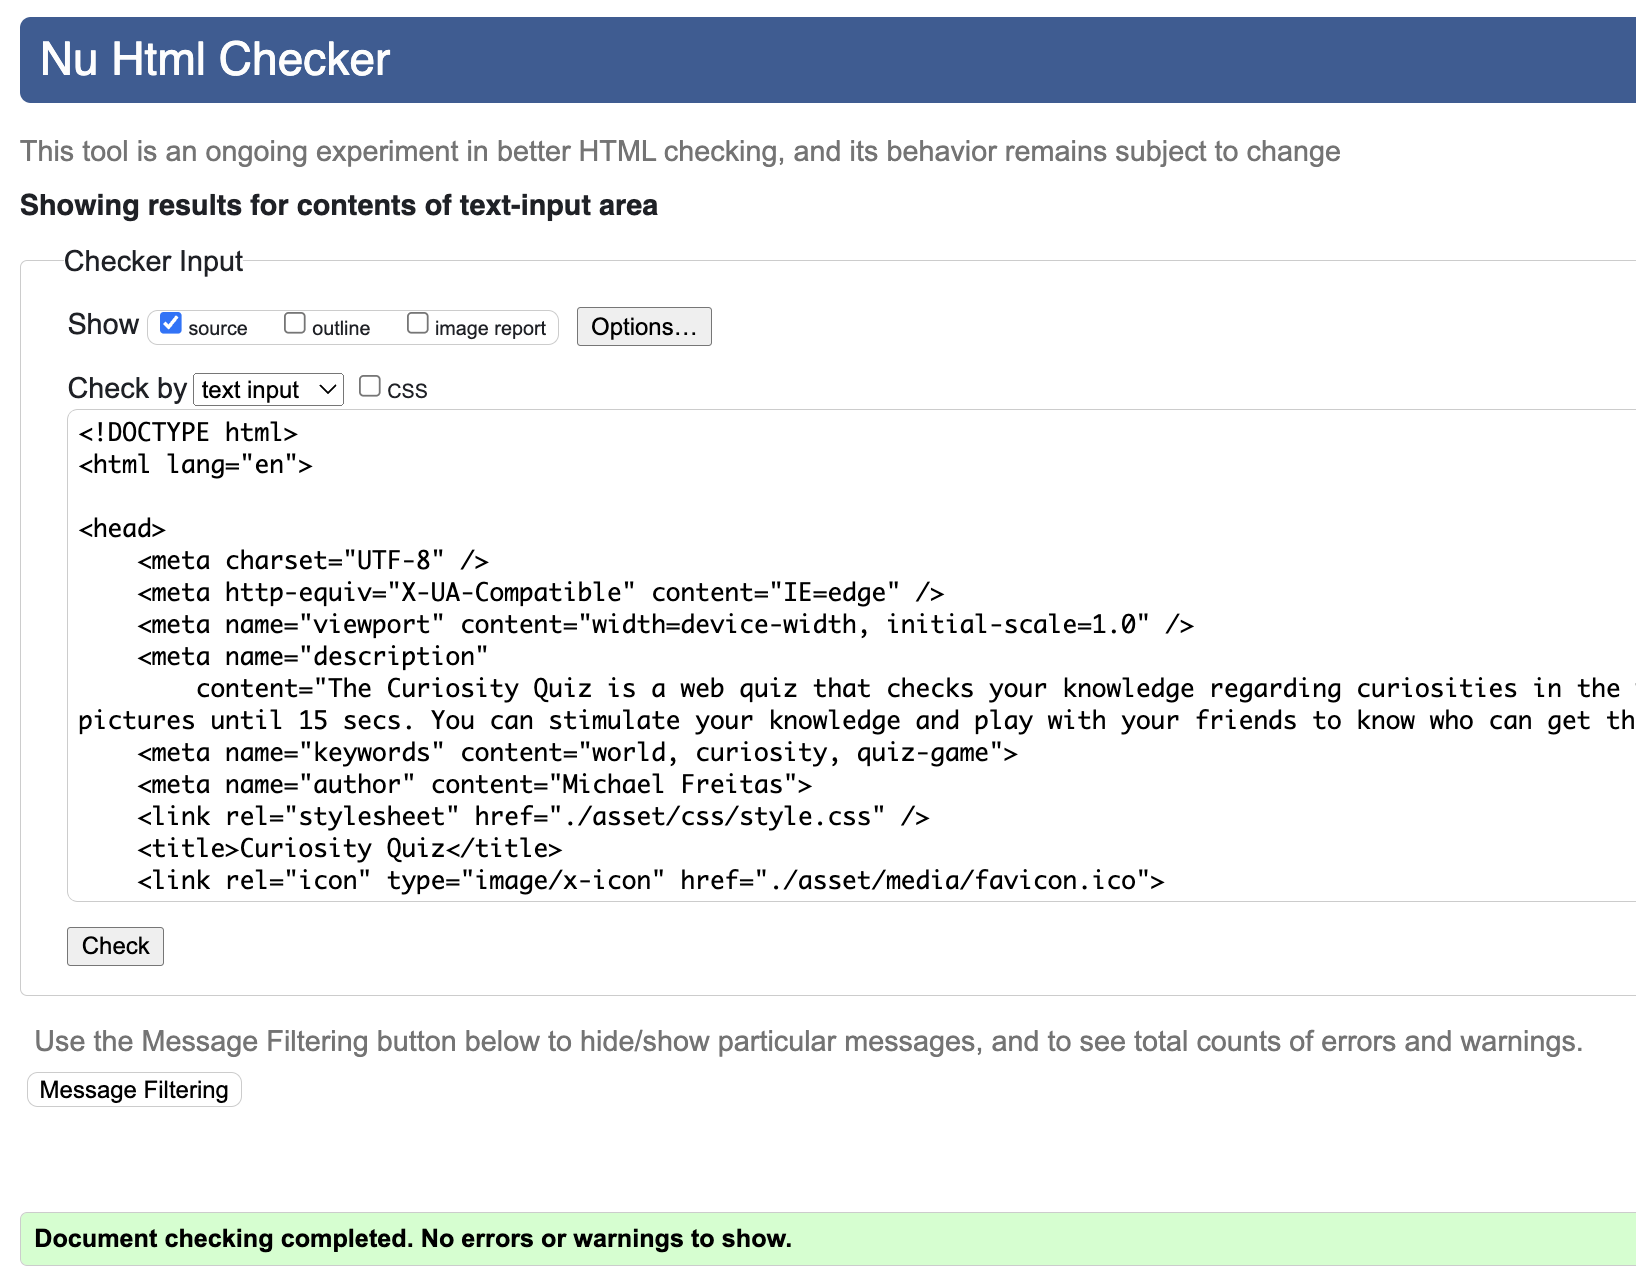 Nu Html Checker
This tool is an ongoing experiment in better HTML checking, and its behavior remains subject to change
Showing results for contents of text-input area
Checker Input
Show source outline image report Options…
Check by text input CSS
<!DOCTYPE html>
<html lang="en">
<head>
    <meta charset="UTF-8" />
    <meta http-equiv="X-UA-Compatible" content="IE=edge" />
    <meta name="viewport" content="width=device-width, initial-scale=1.0" />
    <meta name="description"
        content="The Curiosity Quiz is a web quiz that checks your knowledge regarding curiosities in the
pictures until 15 secs. You can stimulate your knowledge and play with your friends to know who can get
    <meta name="keywords" content="world, curiosity, quiz-game">
    <meta name="author" content="Michael Freitas">
    <link rel="stylesheet" href="./asset/css/style.css" />
    <title>Curiosity Quiz</title>
    <link rel="icon" type="image/x-icon" href="./asset/media/favicon.ico">
Check
Use the Message Filtering button below to hide/show particular messages, and to see total counts of errors and warnings.
Message Filtering
Document checking completed. No errors or warnings to show.